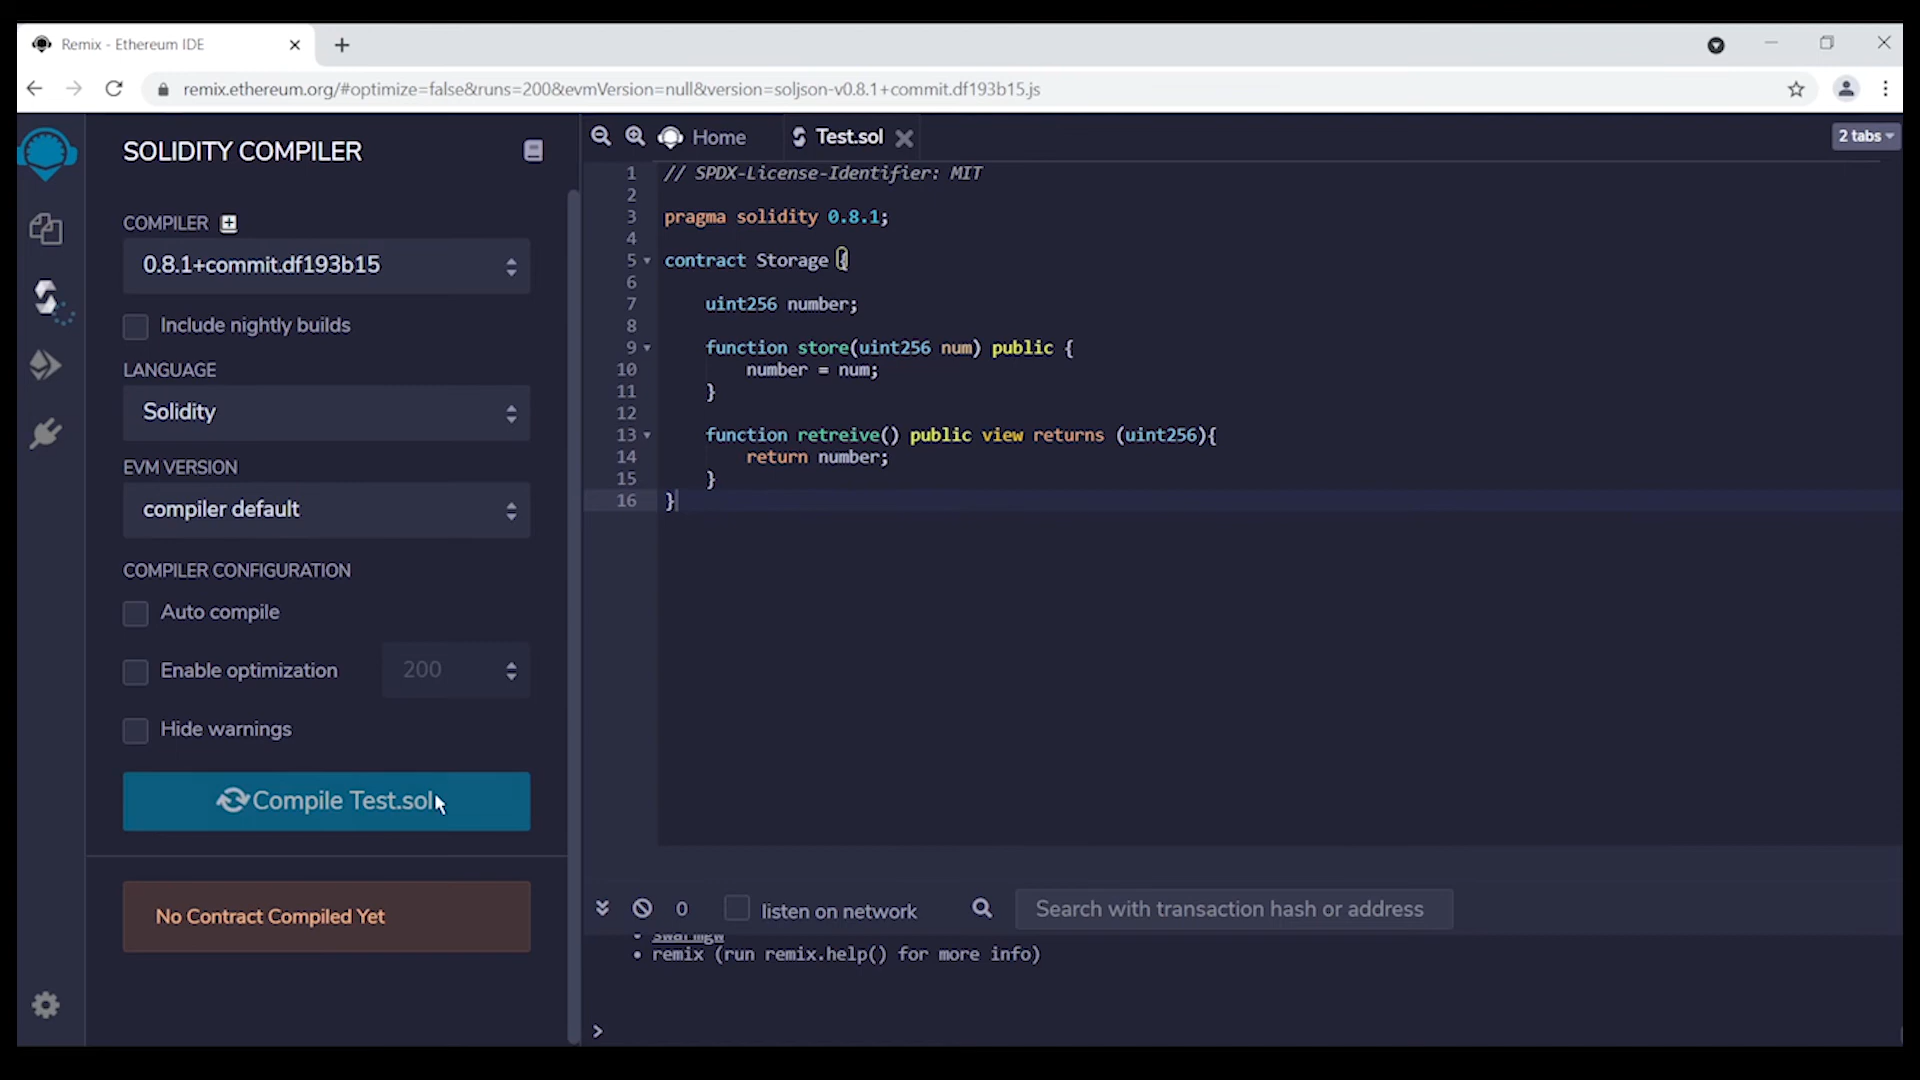 Remix - Ethereum IDE
remix.ethereum.org/#optimize=false&runs=200&evmVersion=null&version=soljson-v0.8.1+commit.df193b15.js
SOLIDITY COMPILER
COMPILER
0.8.1+commit.df193b15
Include nightly builds
LANGUAGE
Solidity
EVM VERSION
compiler default
COMPILER CONFIGURATION
Auto compile
Enable optimization 200
Hide warnings
Compile Test.sol
No Contract Compiled Yet
Home Test.sol 2 tabs
1 // SPDX-License-Identifier: MIT
2
3 pragma solidity 0.8.1;
4
5 contract Storage {
6
7 uint256 number;
8
9 function store(uint256 num) public {
10 number = num;
11 }
12
13 function retreive() public view returns (uint256){
14 return number;
15 }
16 }
0 listen on network Search with transaction hash or address
swarmgw
• remix (run remix.help() for more info)
>